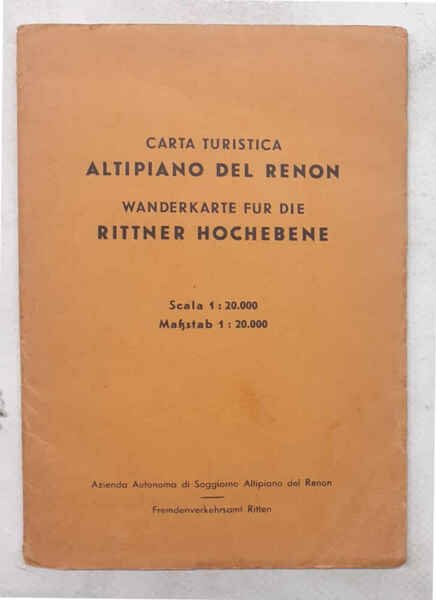 CARTA TURISTICA
ALTIPIANO DEL RENON
WANDERKARTE FUR DIE
RITTNER HOCHEBENE
Scala 1 : 20.000
Maßstab 1 : 20.000
Azienda Autonoma di Soggiorno Altipiano del Renon
Fremdenverkehrsamt Ritten